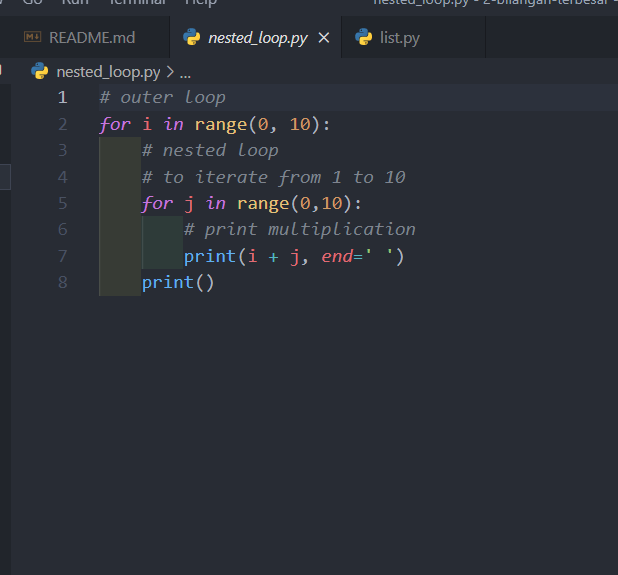 Go Run Terminal Help nested_loop.py - 2-bilangan-terbesar
README.md nested_loop.py × list.py
nested_loop.py > ...
1 # outer loop
2 for i in range(0, 10):
3 # nested loop
4 # to iterate from 1 to 10
5 for j in range(0,10):
6 # print multiplication
7 print(i + j, end=' ')
8 print()